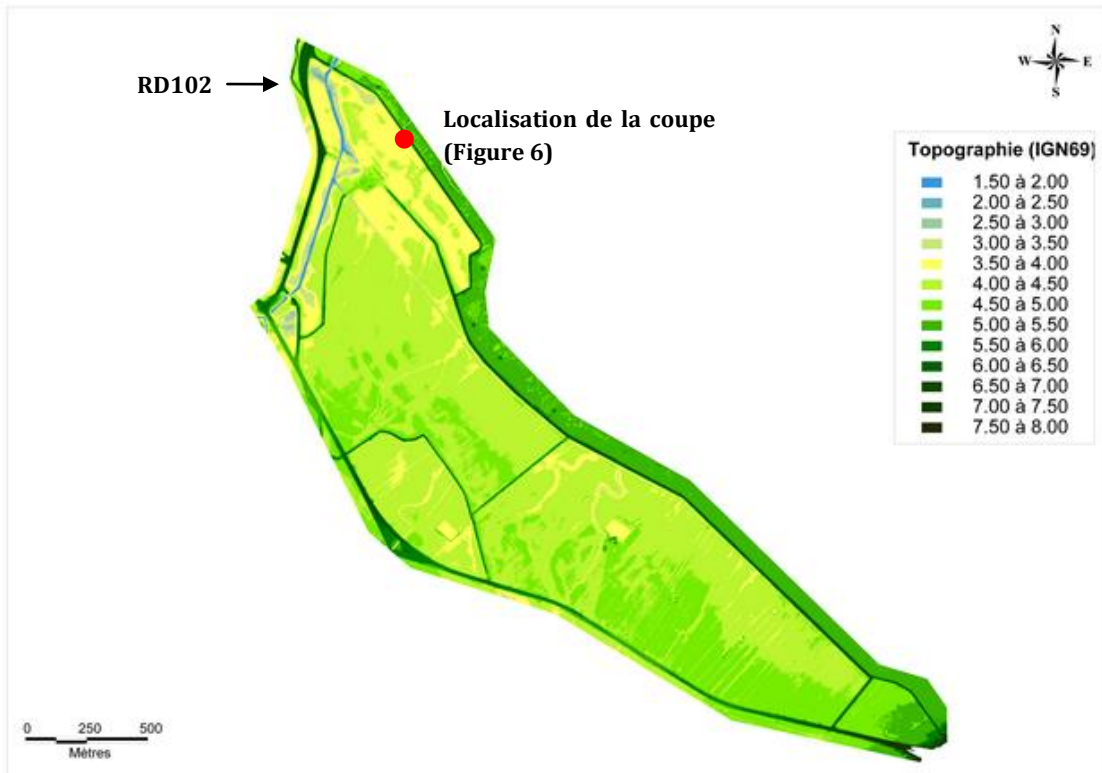 N
W E
S
RD102
Localisation de la coupe
(Figure 6)
Topographie (IGN69)
1.50 à 2.00
2.00 à 2.50
2.50 à 3.00
3.00 à 3.50
3.50 à 4.00
4.00 à 4.50
4.50 à 5.00
5.00 à 5.50
5.50 à 6.00
6.00 à 6.50
6.50 à 7.00
7.00 à 7.50
7.50 à 8.00
0 250 500
Mètres